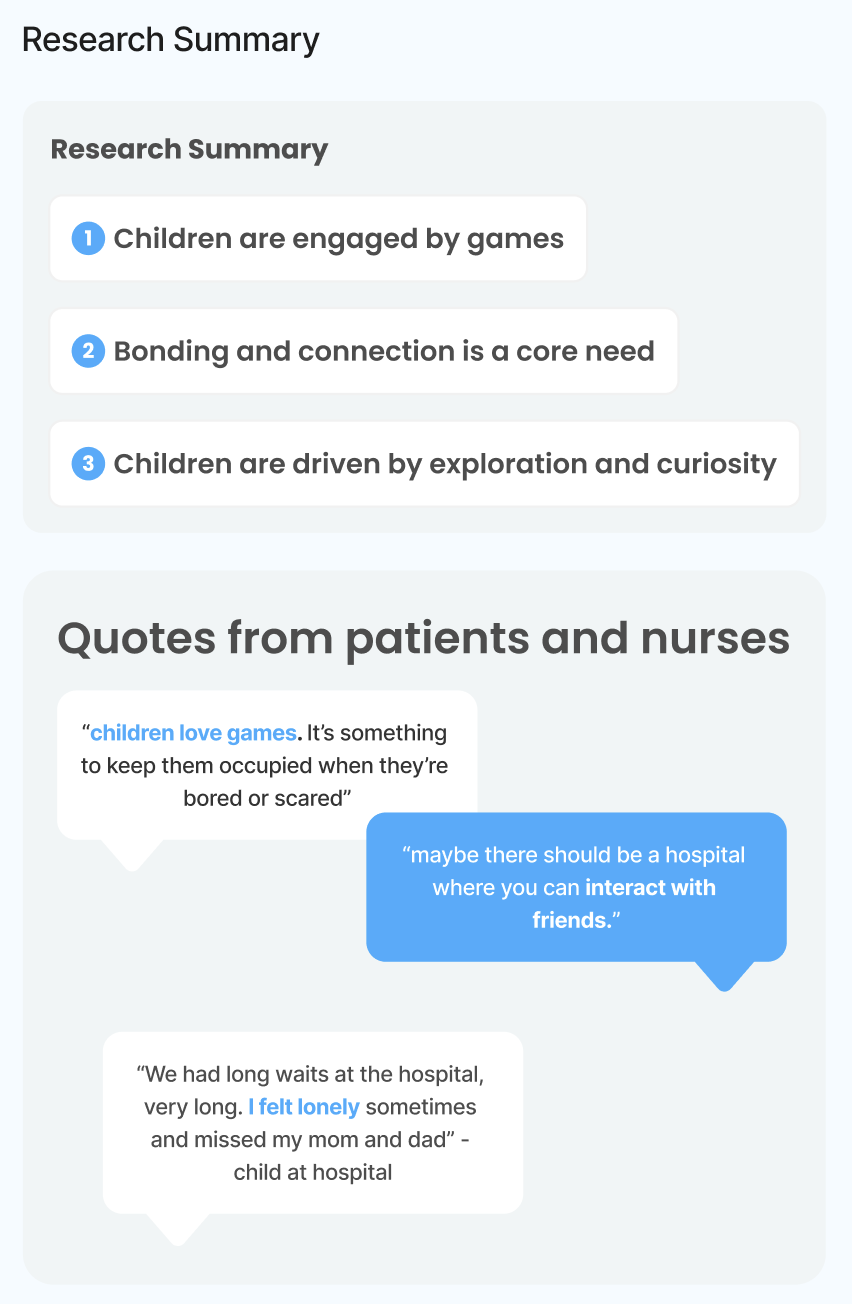 Research Summary
Research Summary
1 Children are engaged by games
2 Bonding and connection is a core need
3 Children are driven by exploration and curiosity
Quotes from patients and nurses
“children love games. It’s something
to keep them occupied when they’re
bored or scared”
“maybe there should be a hospital
where you can interact with
friends.”
“We had long waits at the hospital,
very long. I felt lonely sometimes
and missed my mom and dad” -
child at hospital